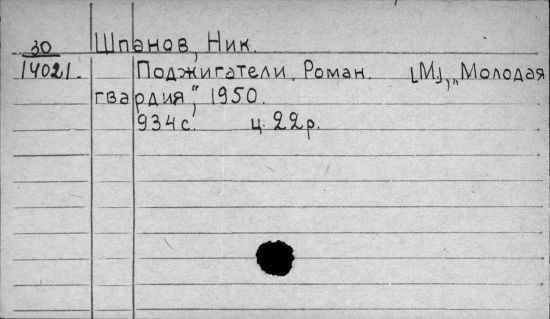 30 Шпанов, Ник.
14021. Поджигатели. Роман. [М], „Молодая
гвардия", 1950.
934 с. ц. 22 р.